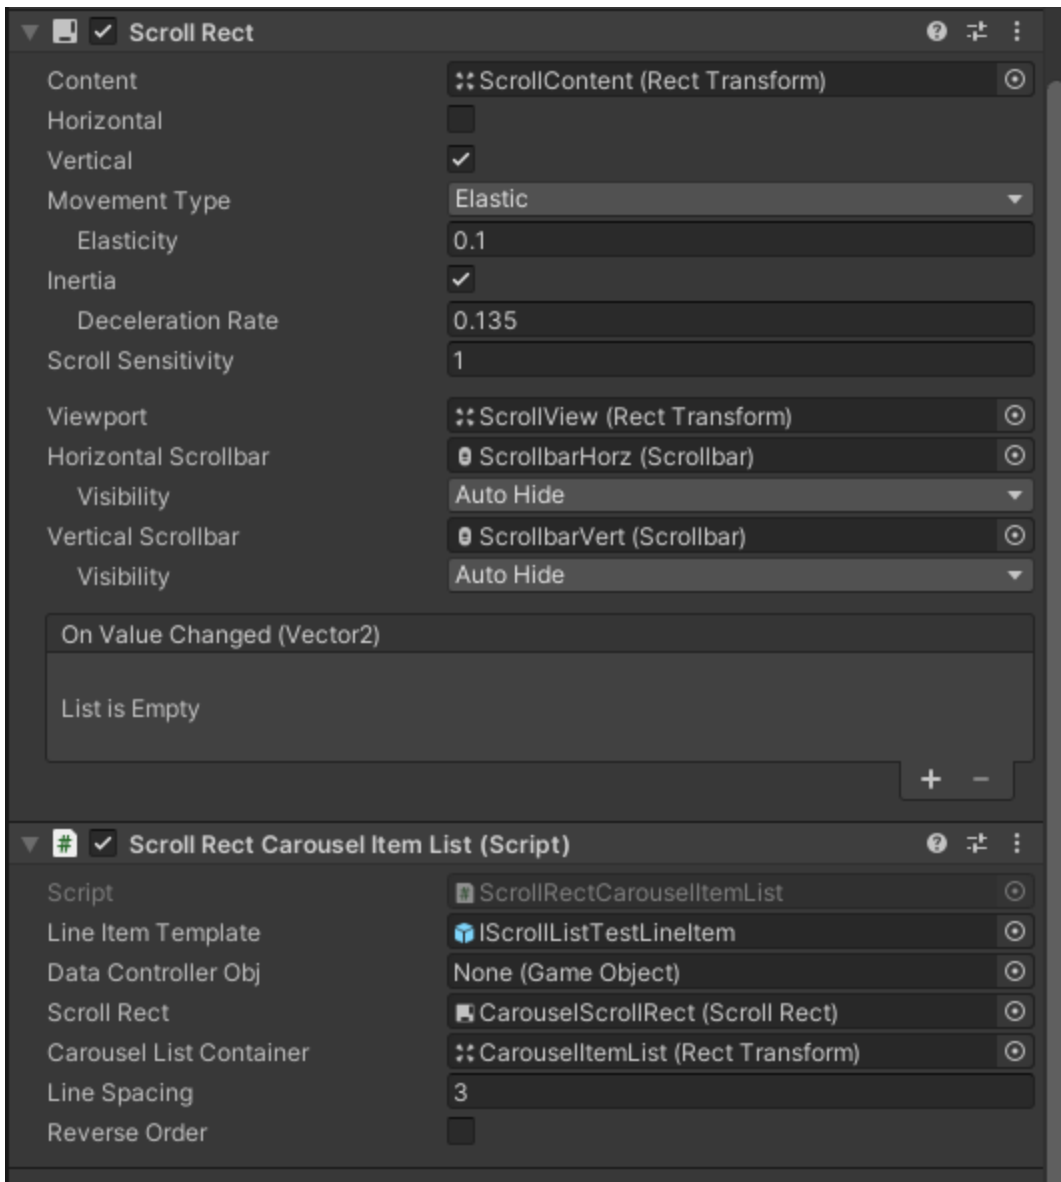 Scroll Rect
Content ScrollContent (Rect Transform)
Horizontal
Vertical
Movement Type Elastic
Elasticity 0.1
Inertia
Deceleration Rate 0.135
Scroll Sensitivity 1
Viewport ScrollView (Rect Transform)
Horizontal Scrollbar ScrollbarHorz (Scrollbar)
Visibility Auto Hide
Vertical Scrollbar ScrollbarVert (Scrollbar)
Visibility Auto Hide
On Value Changed (Vector2)
List is Empty
+ −
# Scroll Rect Carousel Item List (Script)
Script # ScrollRectCarouselItemList
Line Item Template IScrollListTestLineItem
Data Controller Obj None (Game Object)
Scroll Rect CarouselScrollRect (Scroll Rect)
Carousel List Container CarouselItemList (Rect Transform)
Line Spacing 3
Reverse Order